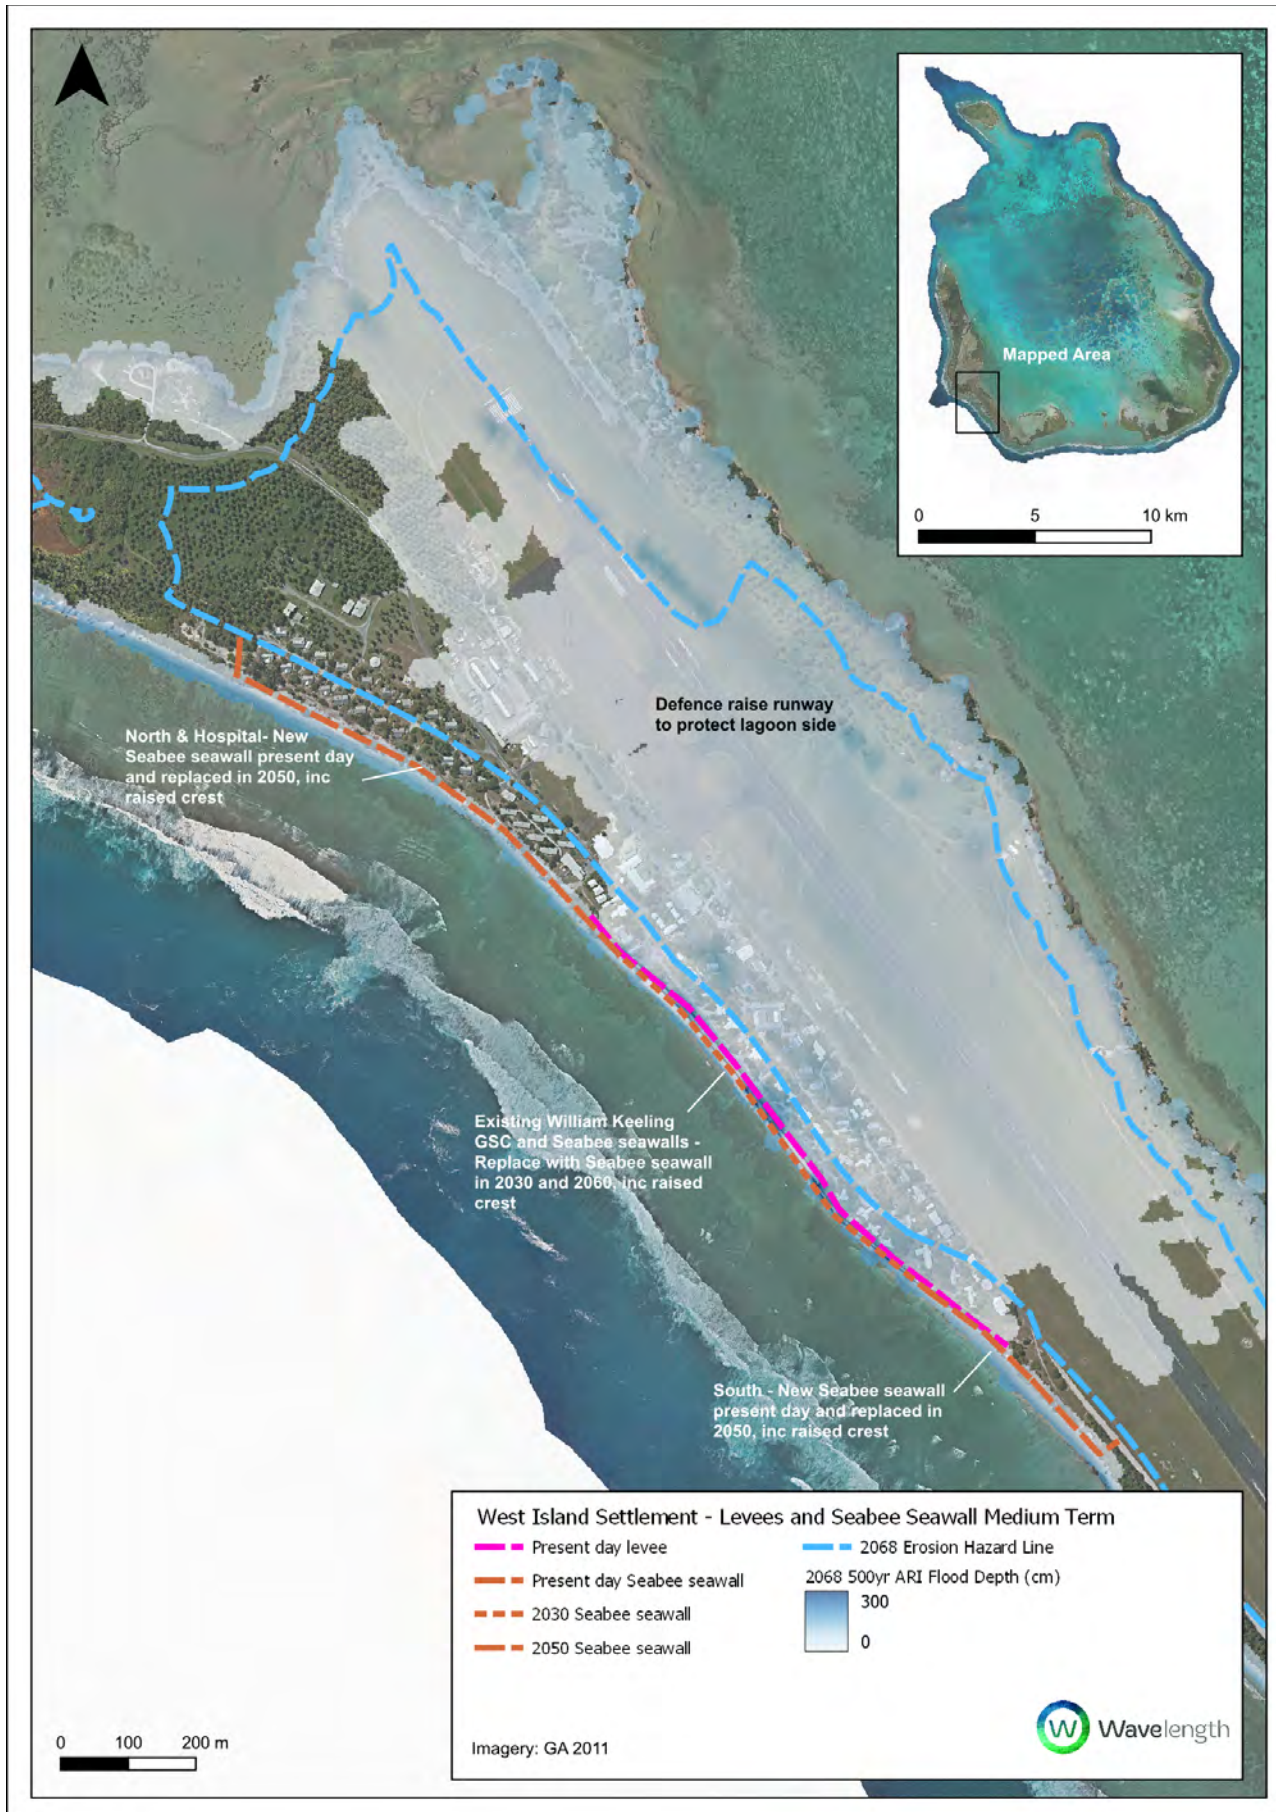 Mapped Area
0 5 10 km
Defence raise runway
to protect lagoon side
North & Hospital- New
Seabee seawall present day
and replaced in 2050, inc
raised crest
Existing William Keeling
GSC and Seabee seawalls -
Replace with Seabee seawall
in 2030 and 2060, inc raised
crest
South - New Seabee seawall
present day and replaced in
2050, inc raised crest
West Island Settlement - Levees and Seabee Seawall Medium Term
Present day levee
Present day Seabee seawall
2030 Seabee seawall
2050 Seabee seawall
2068 Erosion Hazard Line
2068 500yr ARI Flood Depth (cm)
300
0
Imagery: GA 2011
W Wavelength
0 100 200 m